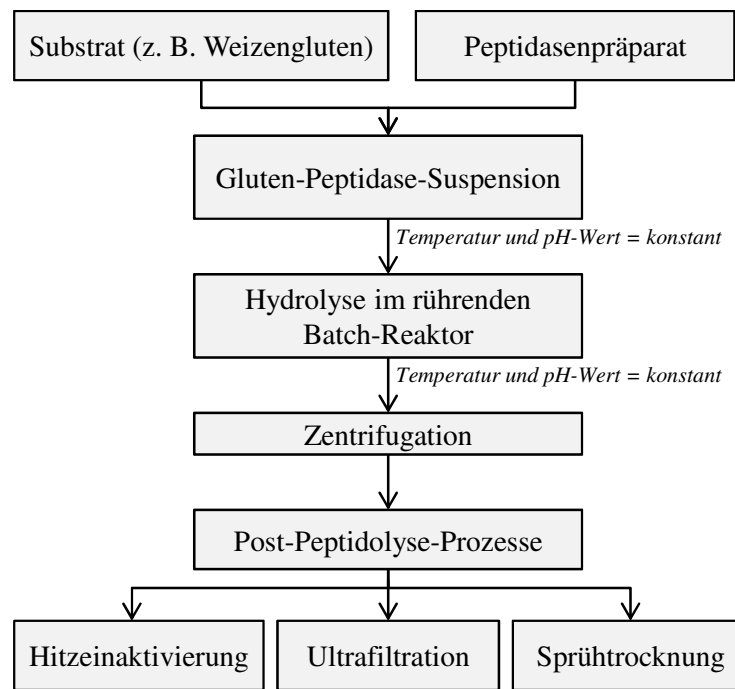 Substrat (z. B. Weizengluten)
Peptidasenpräparat
Gluten-Peptidase-Suspension
Temperatur und pH-Wert = konstant
Hydrolyse im rührenden
Batch-Reaktor
Temperatur und pH-Wert = konstant
Zentrifugation
Post-Peptidolyse-Prozesse
Hitzeinaktivierung
Ultrafiltration
Sprühtrocknung